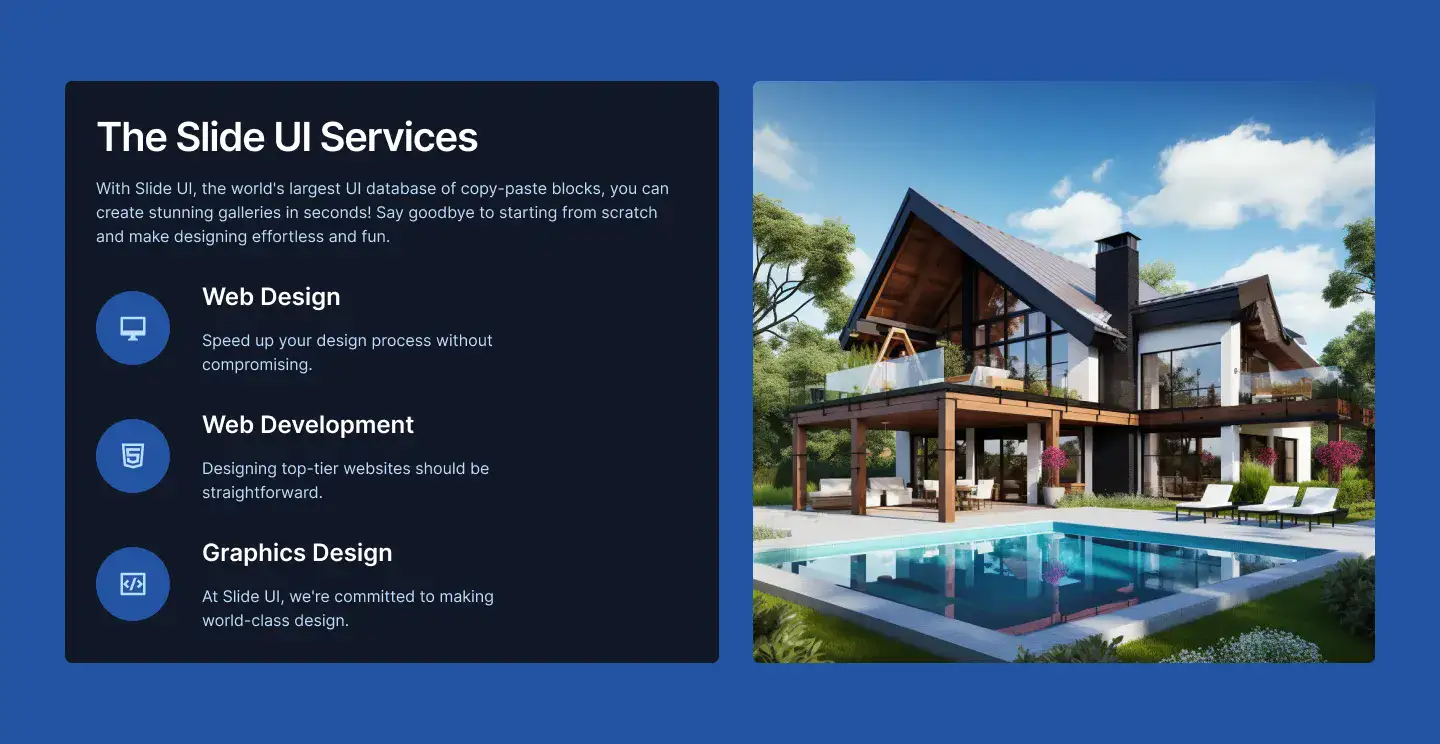 The Slide UI Services
With Slide UI, the world's largest UI database of copy-paste blocks, you can
create stunning galleries in seconds! Say goodbye to starting from scratch
and make designing effortless and fun.
Web Design
Speed up your design process without
compromising.
Web Development
Designing top-tier websites should be
straightforward.
Graphics Design
At Slide UI, we're committed to making
world-class design.